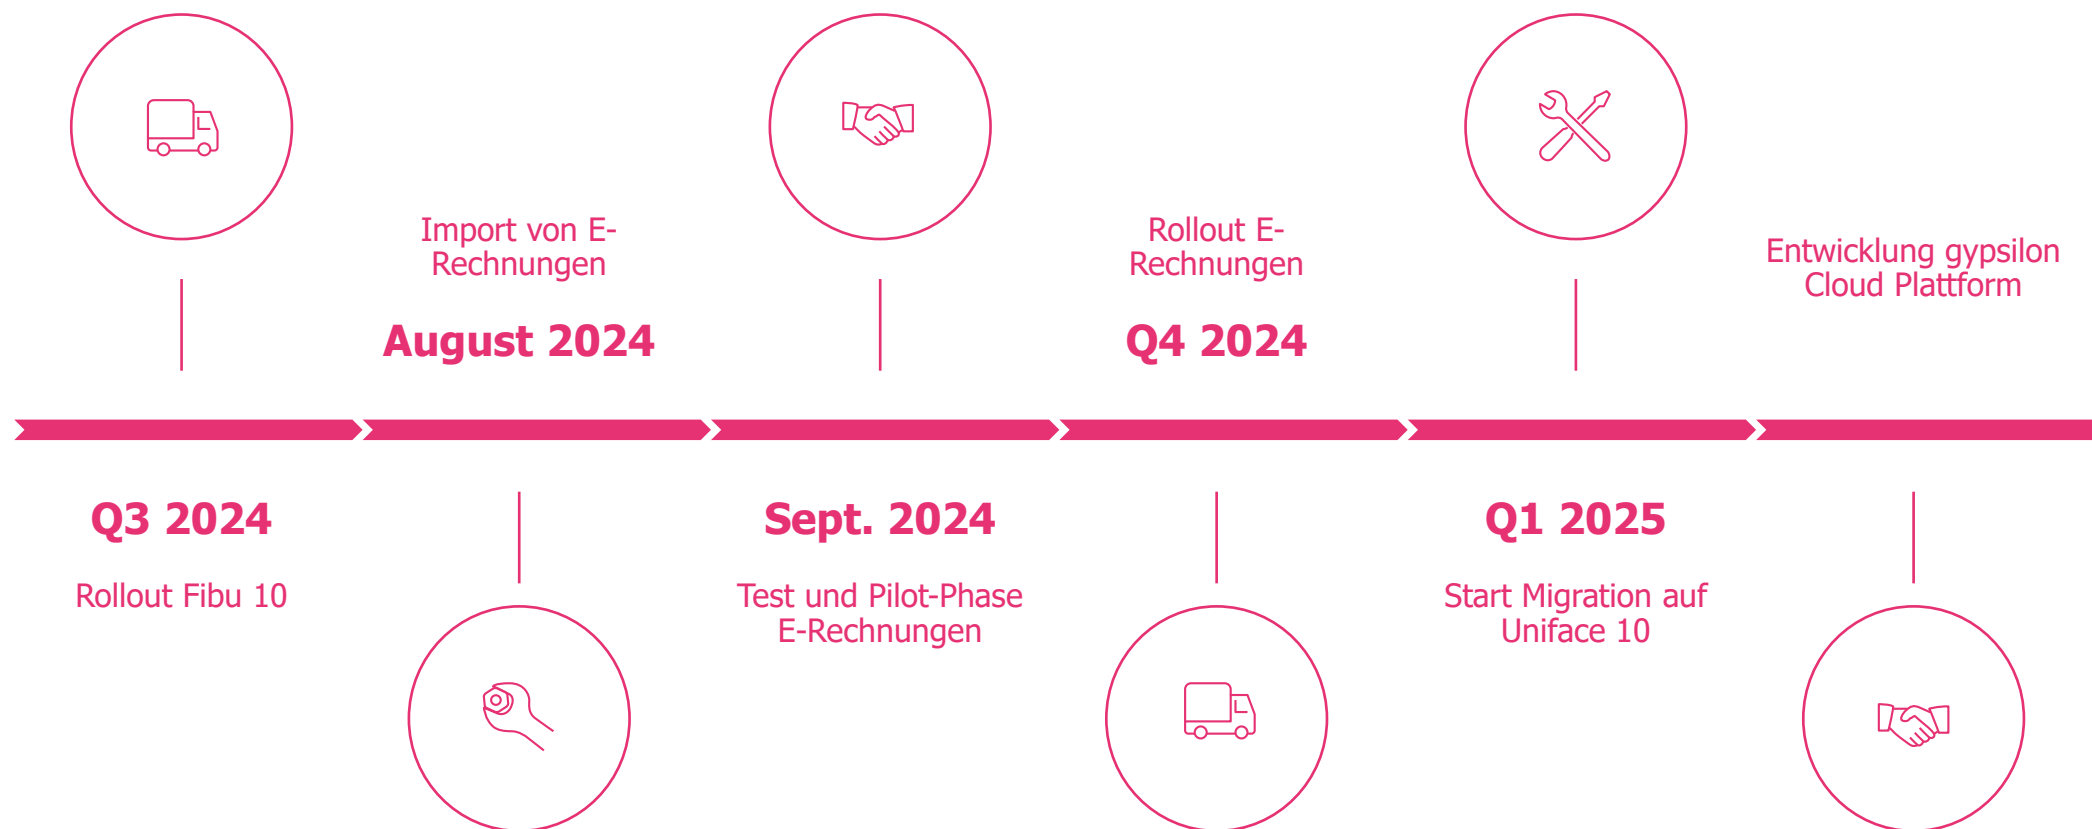 Q3 2024
Rollout Fibu 10
Import von E-
Rechnungen
August 2024
Sept. 2024
Test und Pilot-Phase
E-Rechnungen
Rollout E-
Rechnungen
Q4 2024
Q1 2025
Start Migration auf
Uniface 10
Entwicklung gypsilon
Cloud Plattform